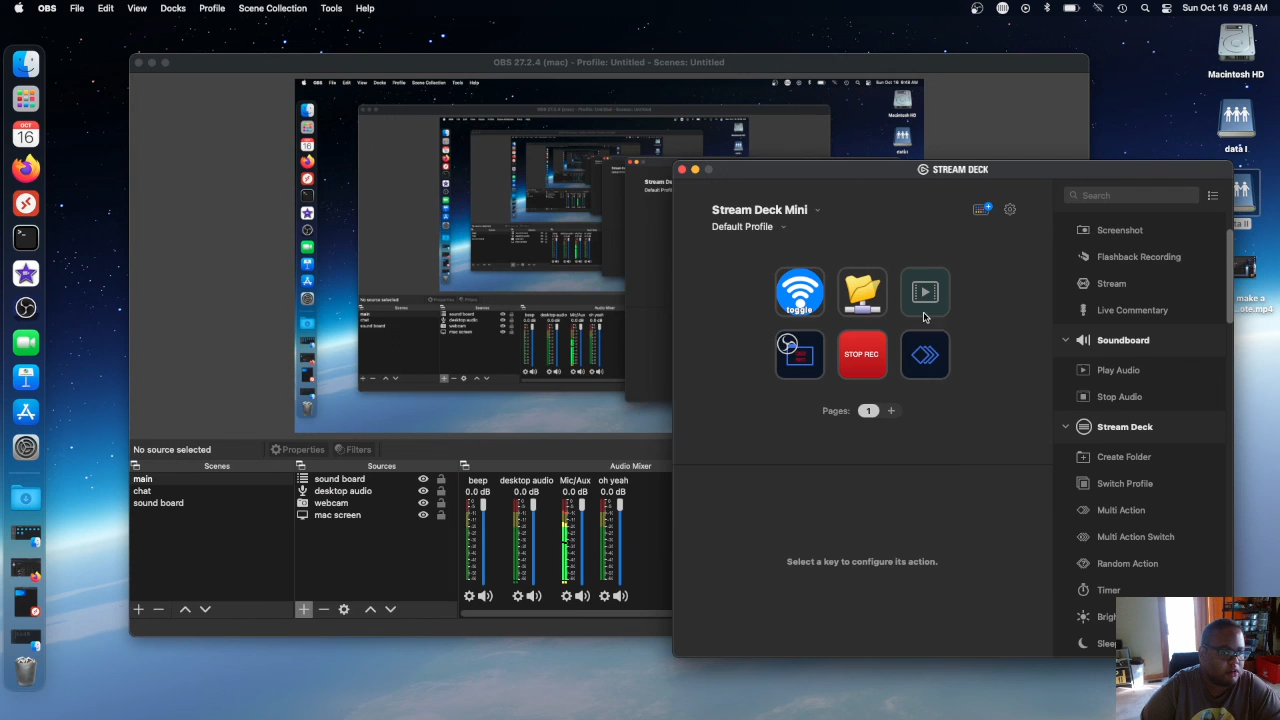 OBS File Edit View Docks Profile Scene Collection Tools Help
Sun Oct 16 9:48 AM
OCT
16
OBS 27.2.4 (mac) - Profile: Untitled - Scenes: Untitled
Macintosh HD
data I
STREAM DECK
Stream Deck Mini
Default Profile
Search
Screenshot
Flashback Recording
Stream
Live Commentary
Soundboard
Play Audio
Stop Audio
Stream Deck
Create Folder
Switch Profile
Multi Action
Multi Action Switch
Random Action
Timer
toggle
STOP REC
Pages: 1 +
Select a key to configure its action.
make a
No source selected
Properties
Filters
Scenes
main
chat
sound board
Sources
sound board
desktop audio
webcam
mac screen
Audio Mixer
beep desktop audio Mic/Aux oh yeah
0.0 dB 0.0 dB 0.0 dB 0.0 dB